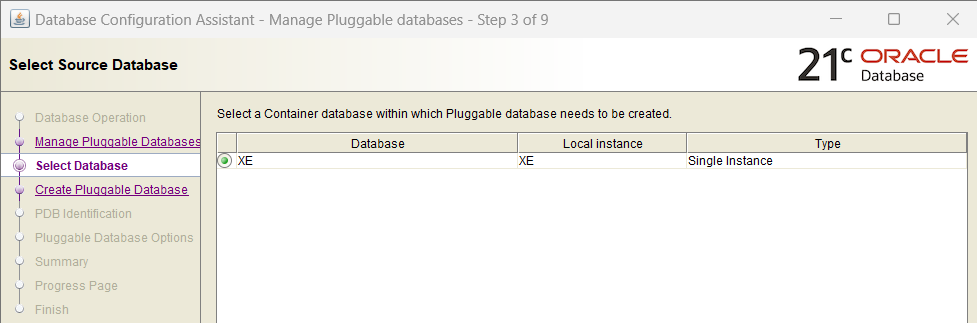 Database Configuration Assistant - Manage Pluggable databases - Step 3 of 9
Select Source Database
21c ORACLE
Database
Database Operation
Manage Pluggable Databases
Select Database
Create Pluggable Database
PDB Identification
Pluggable Database Options
Summary
Progress Page
Finish
Select a Container database within which Pluggable database needs to be created.
Database Local instance Type
XE XE Single Instance